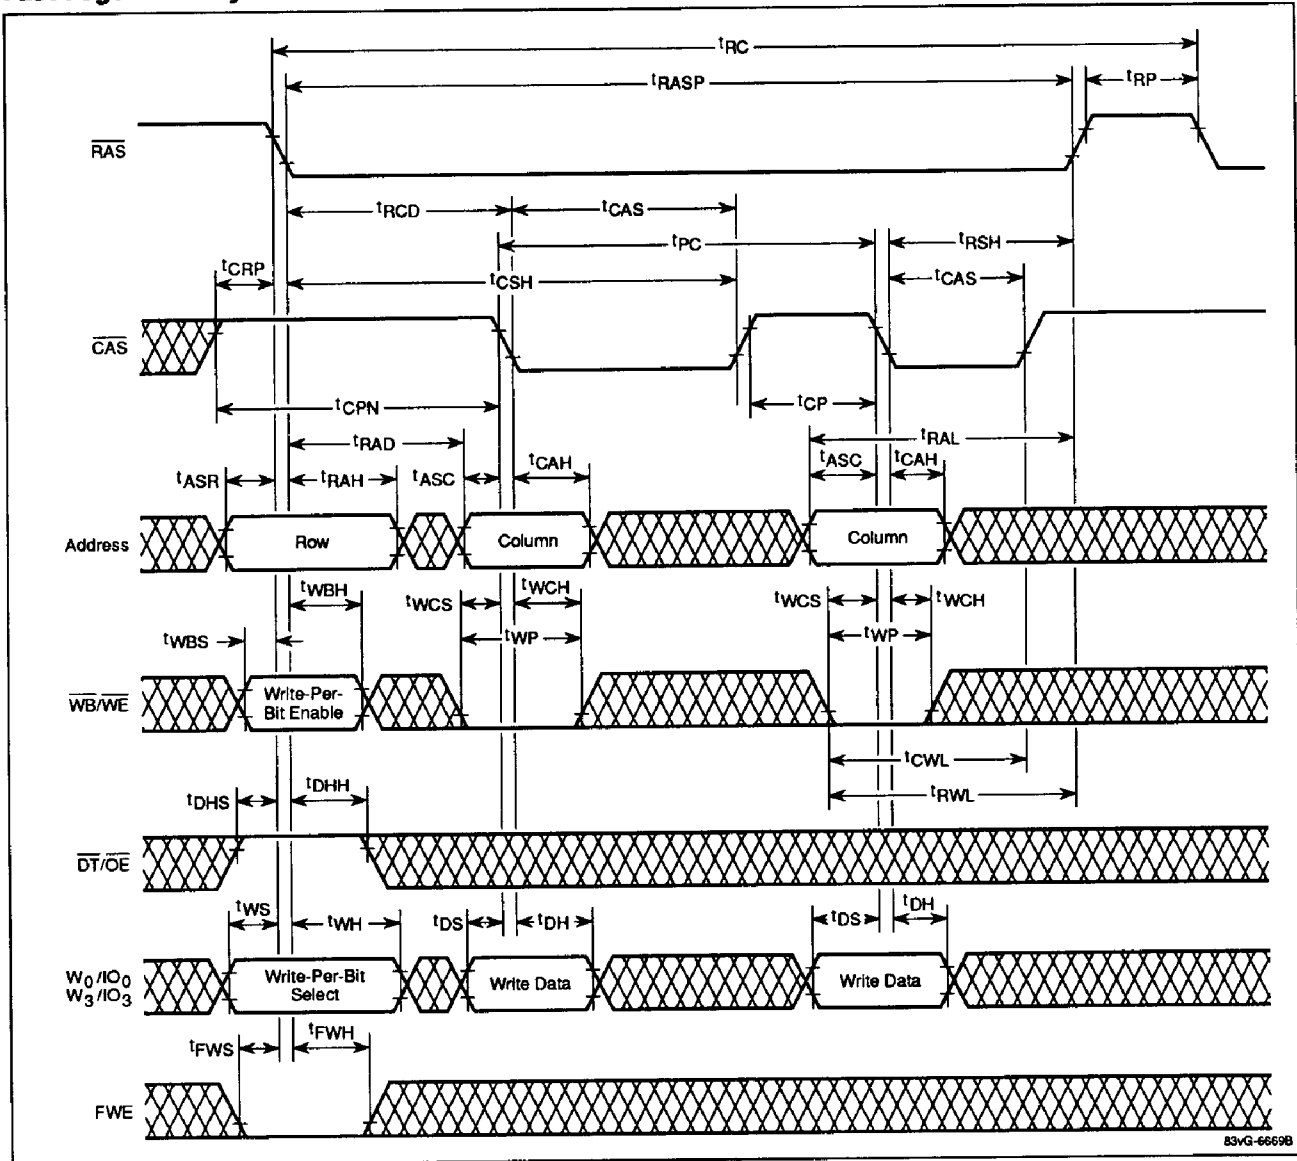 tRC
tRASP
tRP
RAS
tRCD
tCAS
tPC
tRSH
tCRP
tCSH
tCAS
CAS
tCPN
tCP
tRAD
tRAL
tASR
tRAH
tASC
tCAH
tASC
tCAH
Address
Row
Column
Column
tWBH
tWCS
tWCH
tWCS
tWCH
tWBS
tWP
tWP
WB/WE
Write-Per-
Bit Enable
tCWL
tDHS
tDHH
tRWL
DT/OE
tWS
tWH
tDS
tDH
tDS
tDH
W0/IO0
W3/IO3
Write-Per-Bit
Select
Write Data
Write Data
tFWS
tFWH
FWE
83vG-6669B